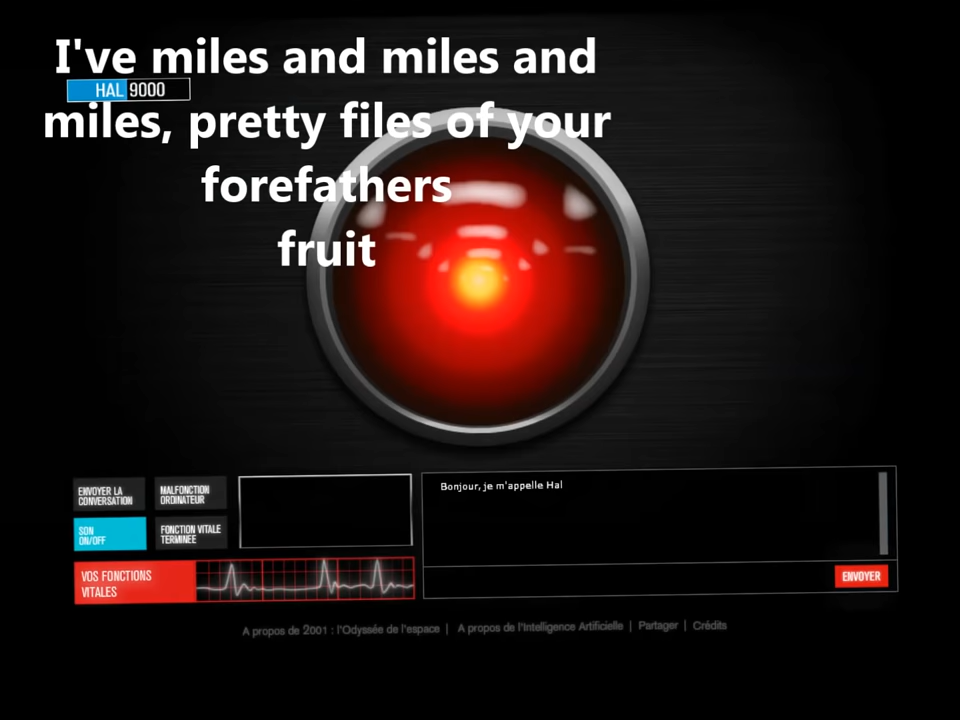 I've miles and miles and
HAL 9000
miles, pretty files of your
forefathers
fruit
Bonjour, je m'appelle Hal
ENVOYER LA
CONVERSATION
MALFONCTION
ORDINATEUR
SON
ON/OFF
FONCTION VITALE
TERMINEE
VOS FONCTIONS
VITALES
ENVOYER
A propos de 2001 : l'Odyssée de l'espace | A propos de l'Intelligence Artificielle | Partager | Crédits